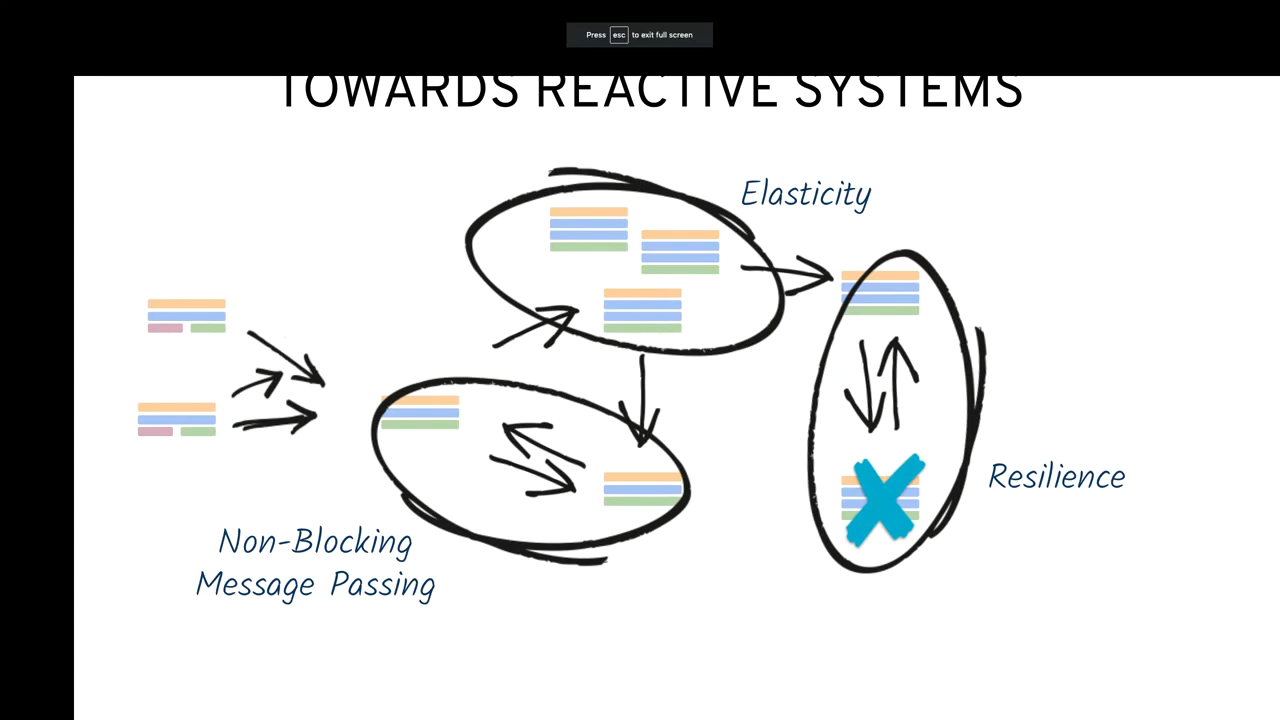 Press esc to exit full screen
TOWARDS REACTIVE SYSTEMS
Elasticity
Resilience
Non-Blocking
Message Passing